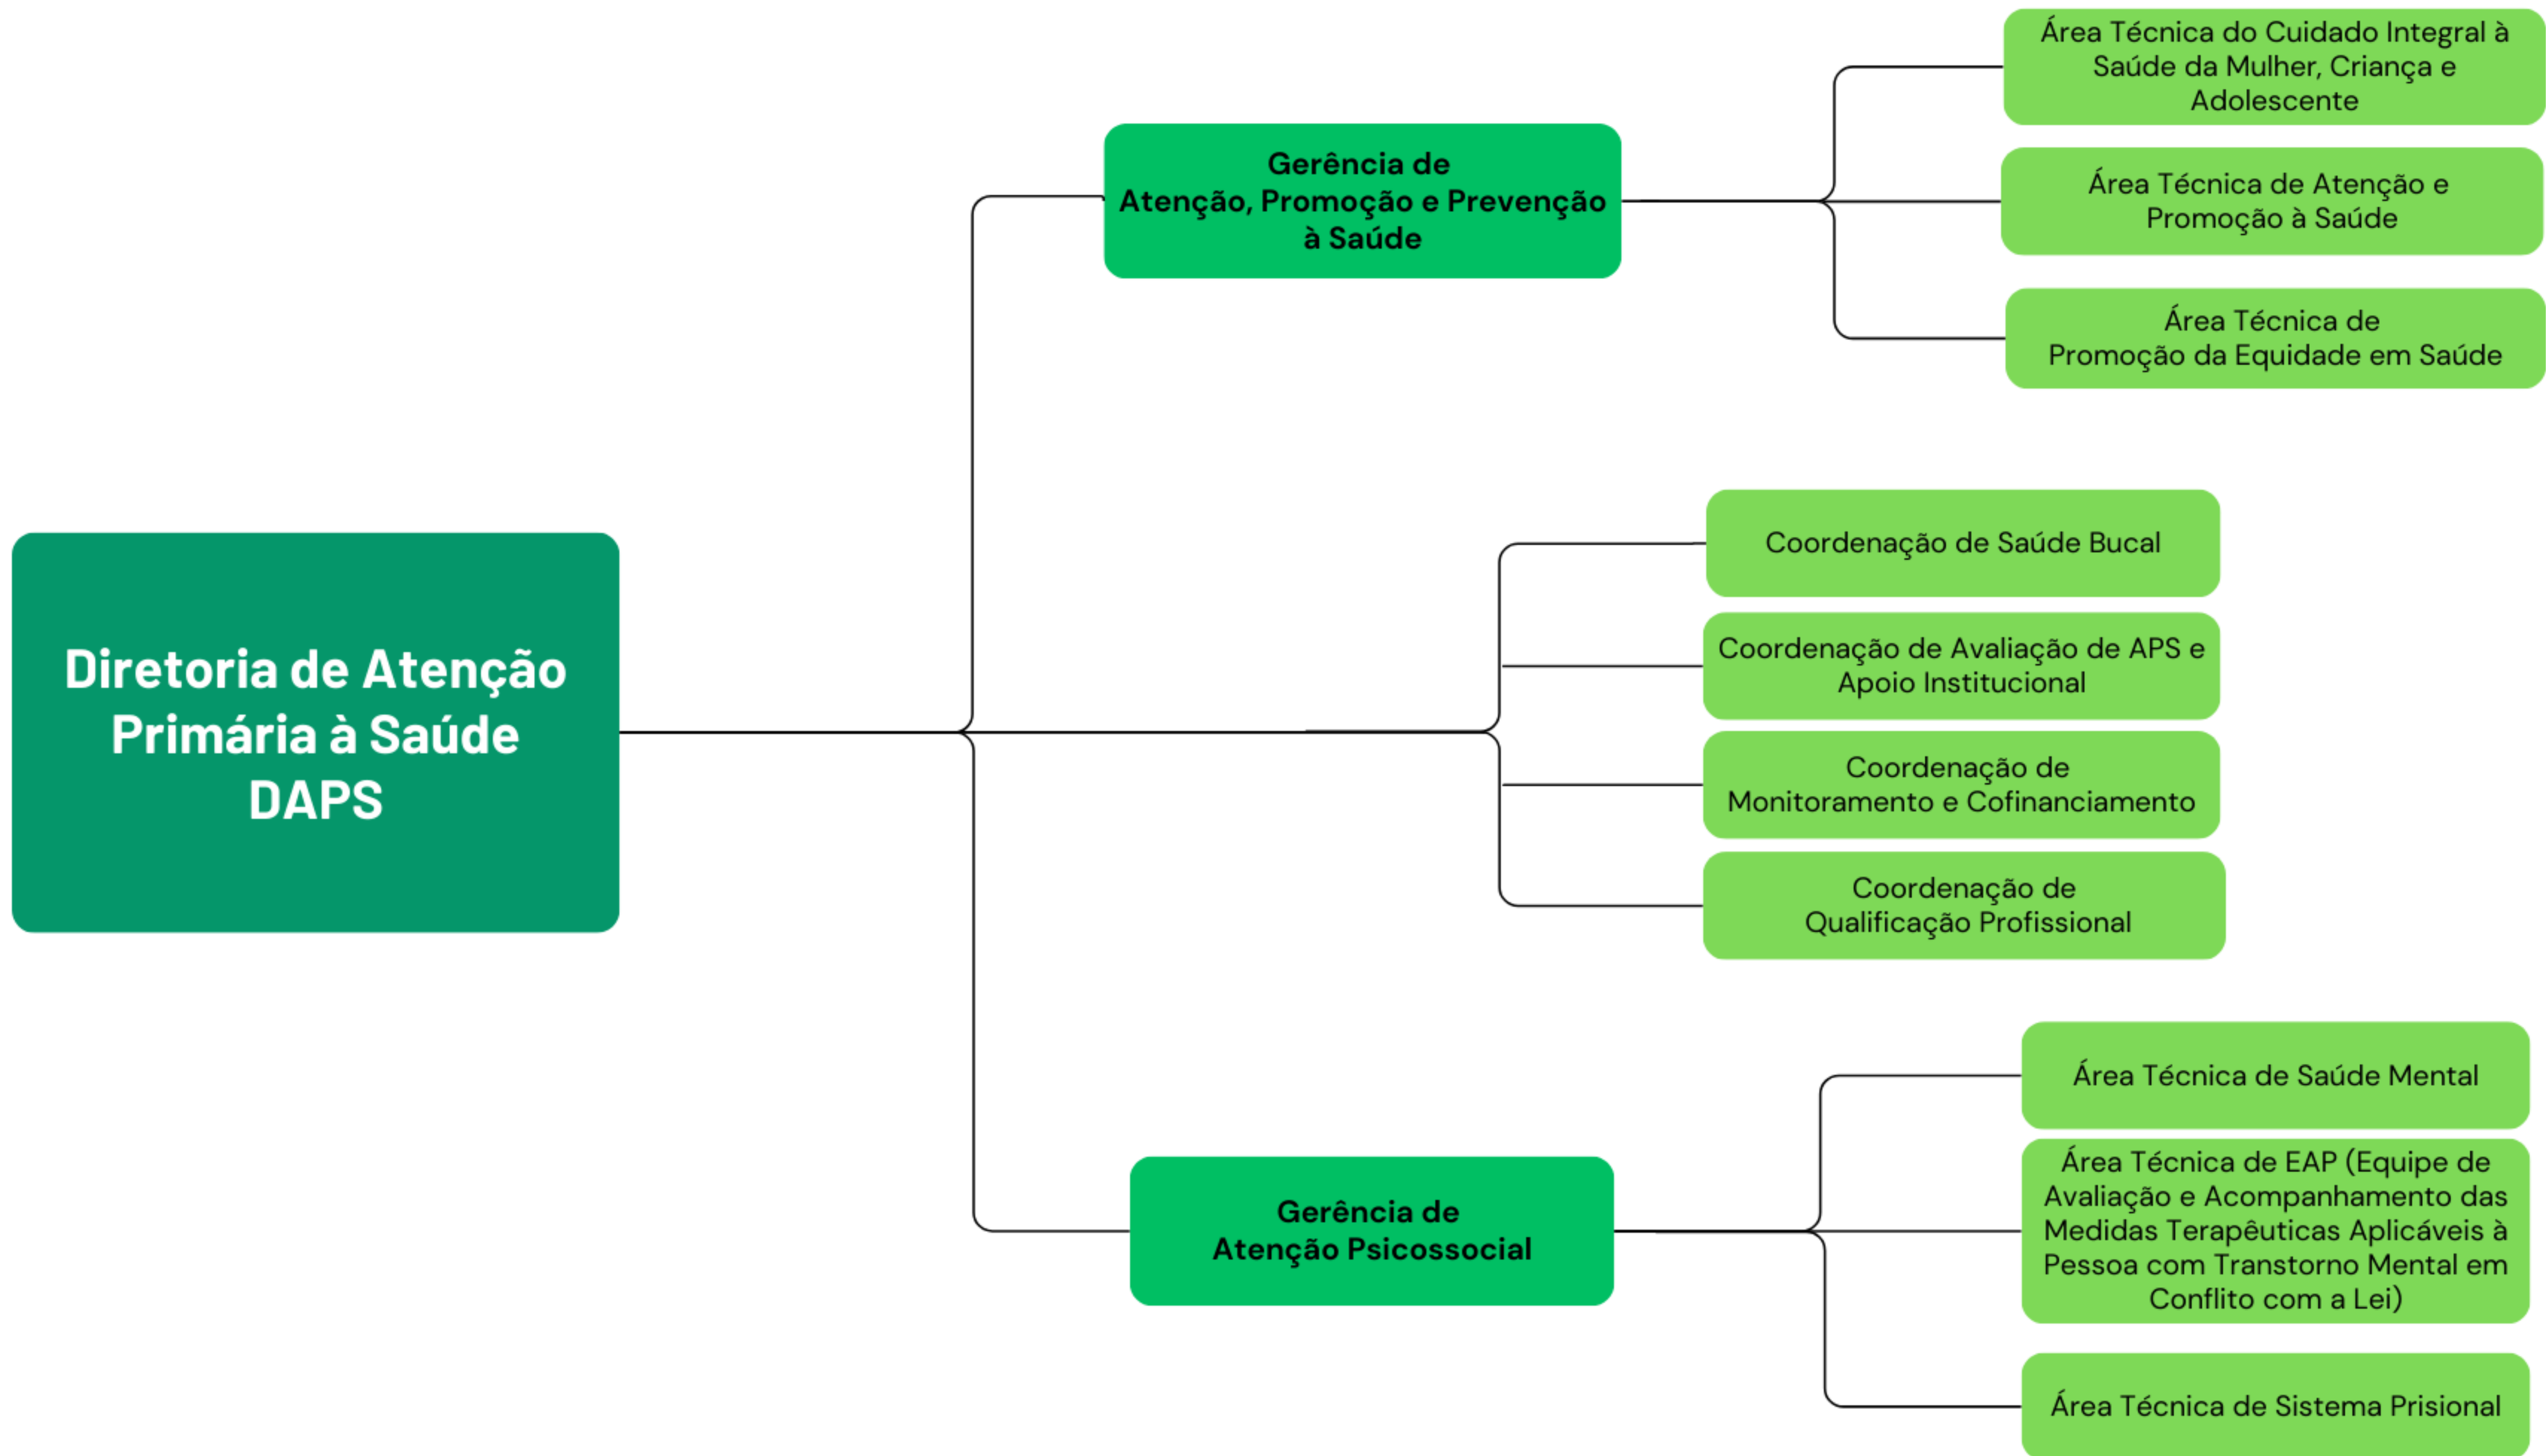 Diretoria de Atenção
Primária à Saúde
DAPS
Gerência de
Atenção, Promoção e Prevenção
à Saúde
Área Técnica do Cuidado Integral à
Saúde da Mulher, Criança e
Adolescente
Área Técnica de Atenção e
Promoção à Saúde
Área Técnica de
Promoção da Equidade em Saúde
Coordenação de Saúde Bucal
Coordenação de Avaliação de APS e
Apoio Institucional
Coordenação de
Monitoramento e Cofinanciamento
Coordenação de
Qualificação Profissional
Gerência de
Atenção Psicossocial
Área Técnica de Saúde Mental
Área Técnica de EAP (Equipe de
Avaliação e Acompanhamento das
Medidas Terapêuticas Aplicáveis à
Pessoa com Transtorno Mental em
Conflito com a Lei)
Área Técnica de Sistema Prisional